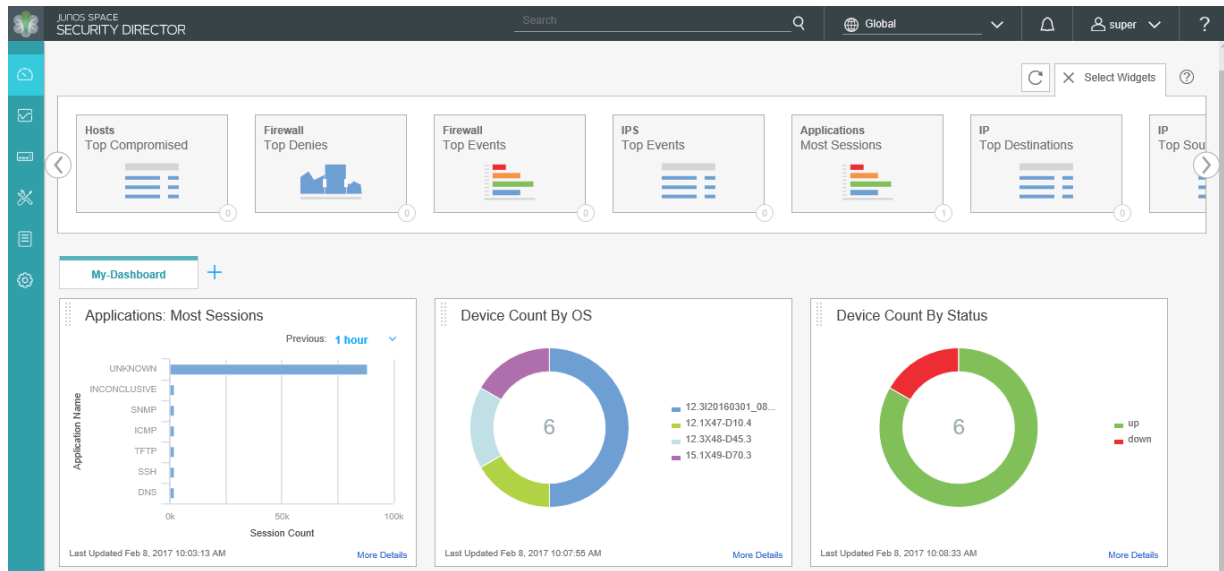 JUNOS SPACE
SECURITY DIRECTOR
Search
Global
super
?
Select Widgets
?
Hosts
Top Compromised
0
Firewall
Top Denies
0
Firewall
Top Events
0
IPS
Top Events
0
Applications
Most Sessions
1
IP
Top Destinations
0
IP
Top Sou
My-Dashboard
+
Applications: Most Sessions
Previous: 1 hour
Application Name
UNKNOWN
INCONCLUSIVE
SNMP
ICMP
TFTP
SSH
DNS
0k 50k 100k
Session Count
Last Updated Feb 8, 2017 10:03:13 AM
More Details
Device Count By OS
6
12.3I20160301_08...
12.1X47-D10.4
12.3X48-D45.3
15.1X49-D70.3
Last Updated Feb 8, 2017 10:07:55 AM
More Details
Device Count By Status
6
up
down
Last Updated Feb 8, 2017 10:08:33 AM
More Details